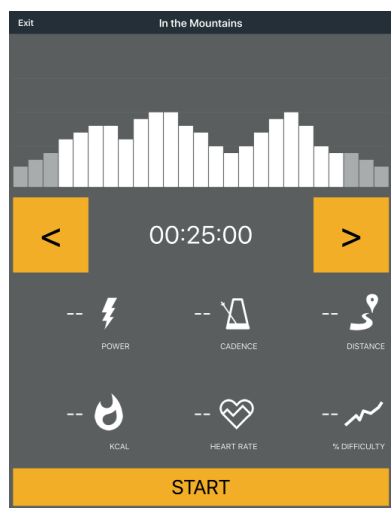 Exit In the Mountains
< 00:25:00 >
-- -- --
POWER CADENCE DISTANCE
-- -- --
KCAL HEART RATE % DIFFICULTY
START